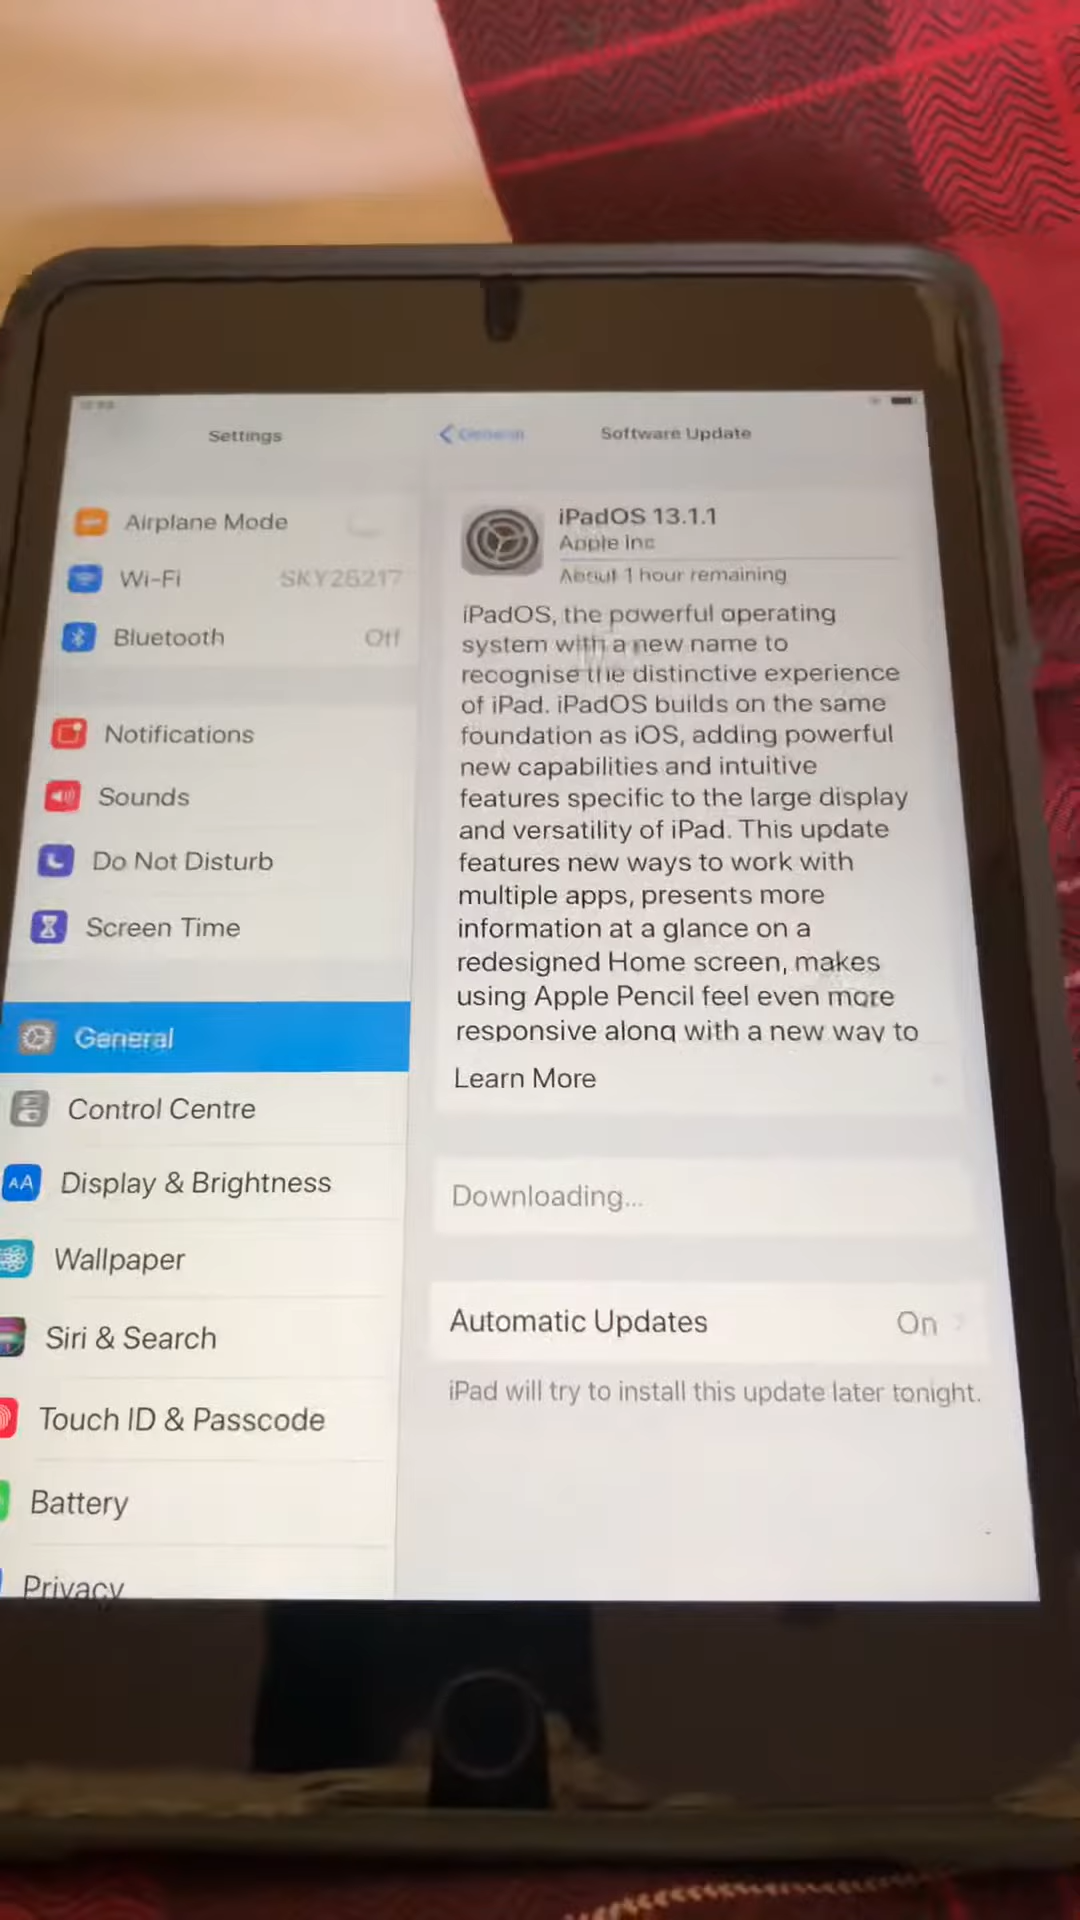 Settings
General
Software Update
Airplane Mode
Wi-Fi SKY26217
Bluetooth Off
Notifications
Sounds
Do Not Disturb
Screen Time
General
Control Centre
AA Display & Brightness
Wallpaper
Siri & Search
Touch ID & Passcode
Battery
Privacy
iPadOS 13.1.1
Apple Inc
About 1 hour remaining
iPadOS, the powerful operating
system with a new name to
recognise the distinctive experience
of iPad. iPadOS builds on the same
foundation as iOS, adding powerful
new capabilities and intuitive
features specific to the large display
and versatility of iPad. This update
features new ways to work with
multiple apps, presents more
information at a glance on a
redesigned Home screen, makes
using Apple Pencil feel even more
responsive along with a new way to
Learn More
Downloading...
Automatic Updates On
iPad will try to install this update later tonight.